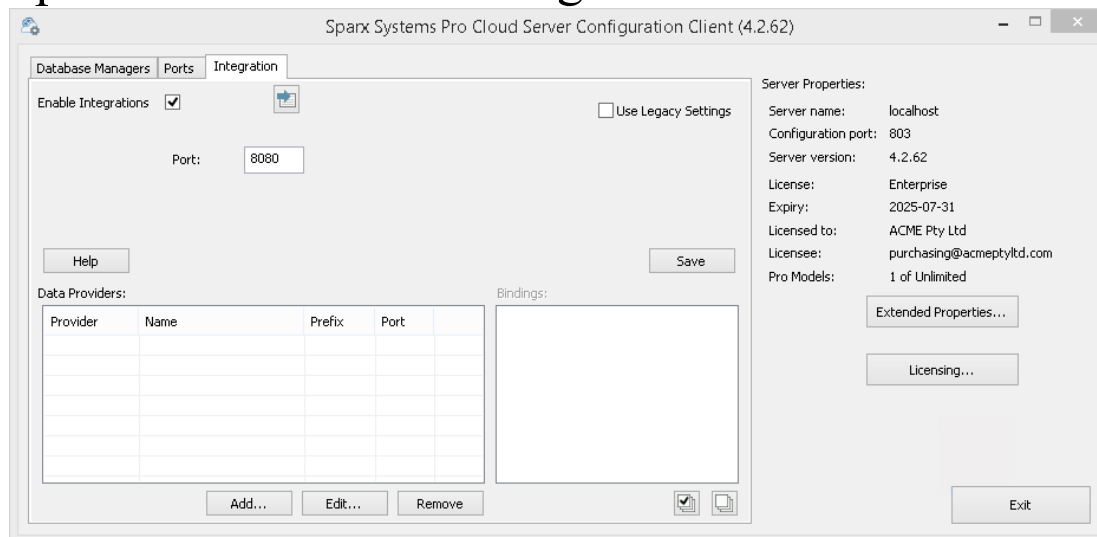 Sparx Systems Pro Cloud Server Configuration Client (4.2.62)
Database Managers Ports Integration
Enable Integrations
Use Legacy Settings
Port: 8080
Help
Save
Data Providers:
Bindings:
Provider Name Prefix Port
Add... Edit... Remove
Server Properties:
Server name: localhost
Configuration port: 803
Server version: 4.2.62
License: Enterprise
Expiry: 2025-07-31
Licensed to: ACME Pty Ltd
Licensee: purchasing@acmeptyltd.com
Pro Models: 1 of Unlimited
Extended Properties...
Licensing...
Exit